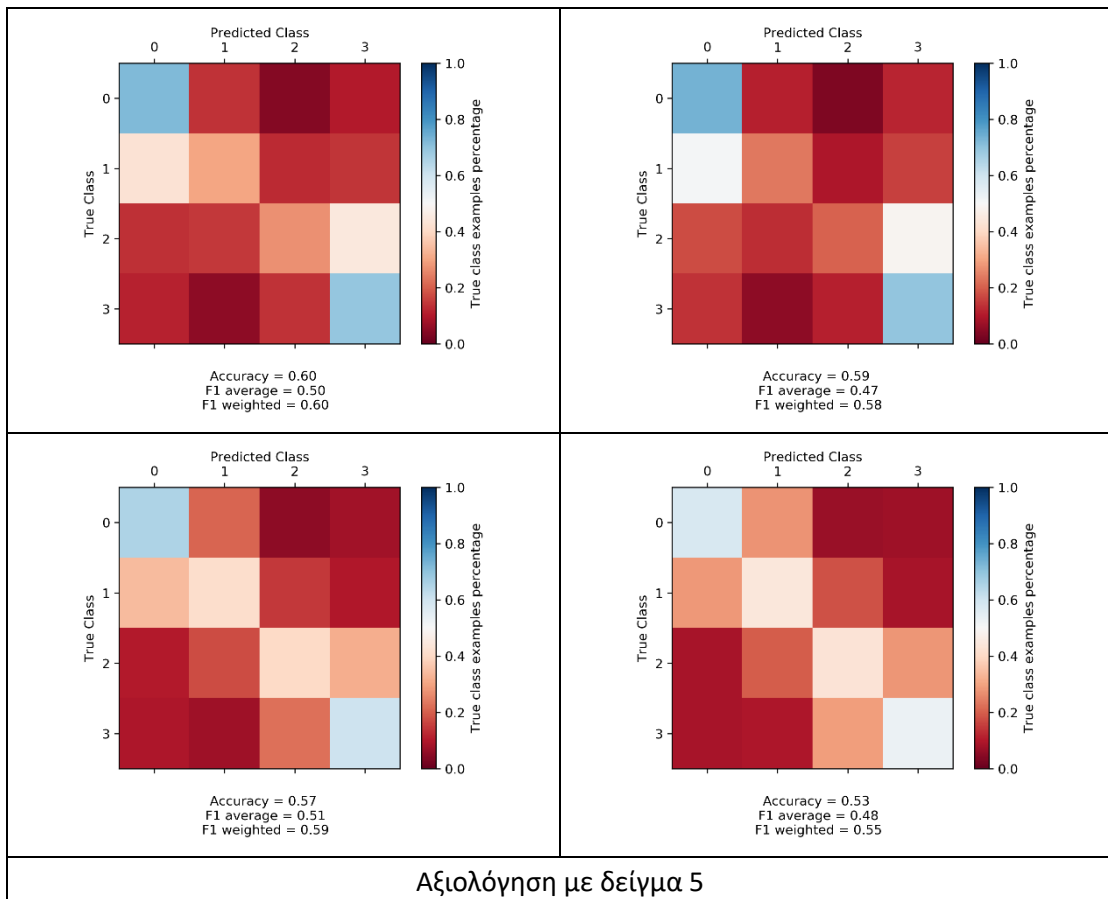 Predicted Class
0 1 2 3
1.0
0
0.8
1
0.6
True Class
True class examples percentage
0.4
2
0.2
3
0.0
Accuracy = 0.60
F1 average = 0.50
F1 weighted = 0.60
Predicted Class
0 1 2 3
1.0
0
0.8
1
0.6
True Class
True class examples percentage
0.4
2
0.2
3
0.0
Accuracy = 0.59
F1 average = 0.47
F1 weighted = 0.58
Predicted Class
0 1 2 3
1.0
0
0.8
1
0.6
True Class
True class examples percentage
0.4
2
0.2
3
0.0
Accuracy = 0.57
F1 average = 0.51
F1 weighted = 0.59
Predicted Class
0 1 2 3
1.0
0
0.8
1
0.6
True Class
True class examples percentage
0.4
2
0.2
3
0.0
Accuracy = 0.53
F1 average = 0.48
F1 weighted = 0.55
Αξιολόγηση με δείγμα 5